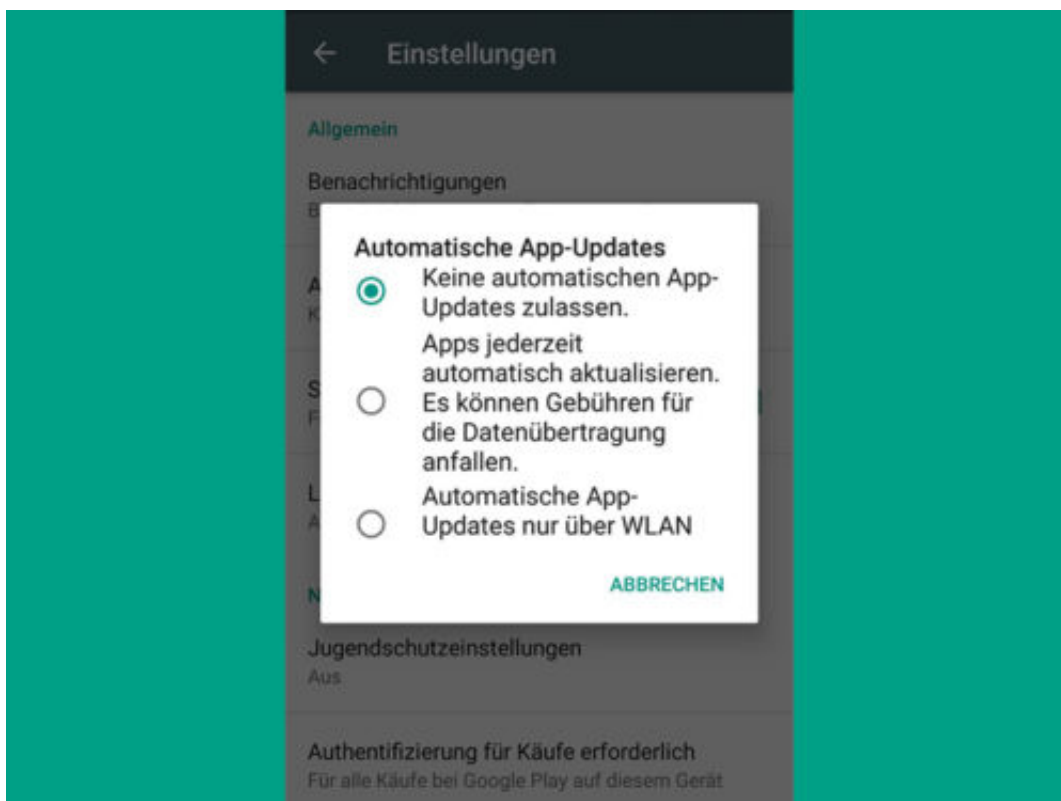 Einstellungen
Allgemein
Benachrichtigungen
Automatische App-Updates
Keine automatischen App-
Updates zulassen.
Apps jederzeit
automatisch aktualisieren.
Es können Gebühren für
die Datenübertragung
anfallen.
Automatische App-
Updates nur über WLAN
ABBRECHEN
Jugendschutzeinstellungen
Aus
Authentifizierung für Käufe erforderlich
Für alle Käufe bei Google Play auf diesem Gerät